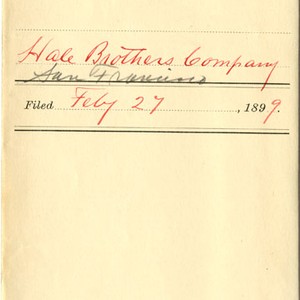 Hale Brothers Company
San Francisco
Filed Feby 27, 1899.